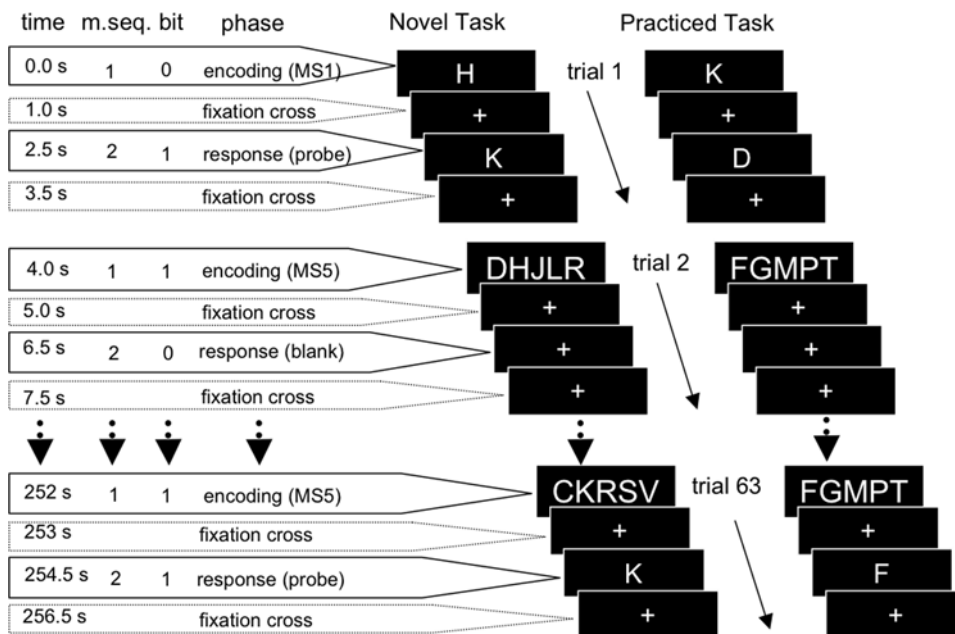 time m.seq. bit phase Novel Task Practiced Task
0.0 s 1 0 encoding (MS1) H trial 1 K
1.0 s fixation cross + +
2.5 s 2 1 response (probe) K D
3.5 s fixation cross + +
4.0 s 1 1 encoding (MS5) DHJLR trial 2 FGMPT
5.0 s fixation cross + +
6.5 s 2 0 response (blank) + +
7.5 s fixation cross + +
252 s 1 1 encoding (MS5) CKRSV trial 63 FGMPT
253 s fixation cross + +
254.5 s 2 1 response (probe) K F
256.5 s fixation cross + +